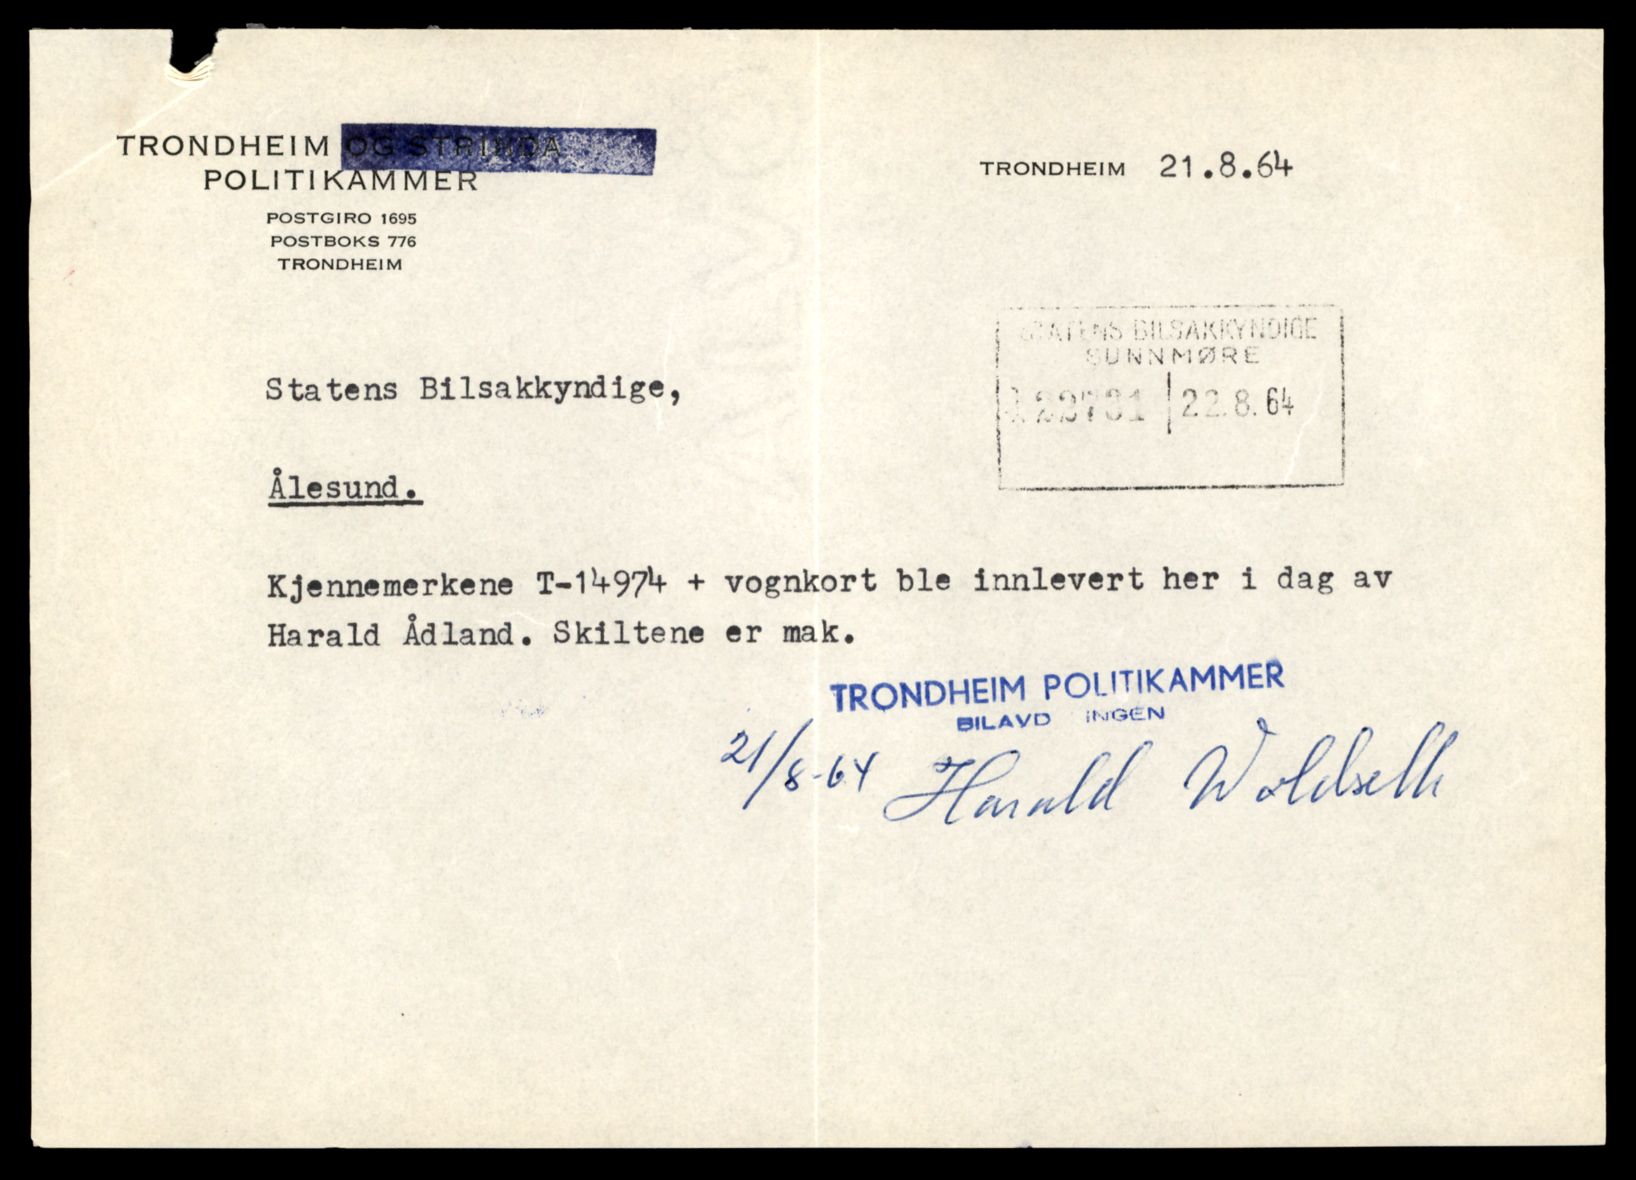 TRONDHEIM OG STRINDA
POLITIKAMMER
POSTGIRO 1695
POSTBOKS 776
TRONDHEIM
TRONDHEIM 21.8.64
STATENS BILSAKKYNDIGE
SUNNMØRE
22.8.64
Statens Bilsakkyndige,
Ålesund.
Kjennemerkene T-14974 + vognkort ble innlevert her i dag av
Harald Ådland. Skiltene er mak.
TRONDHEIM POLITIKAMMER
BILAVD INGEN
21/8-64 Harald